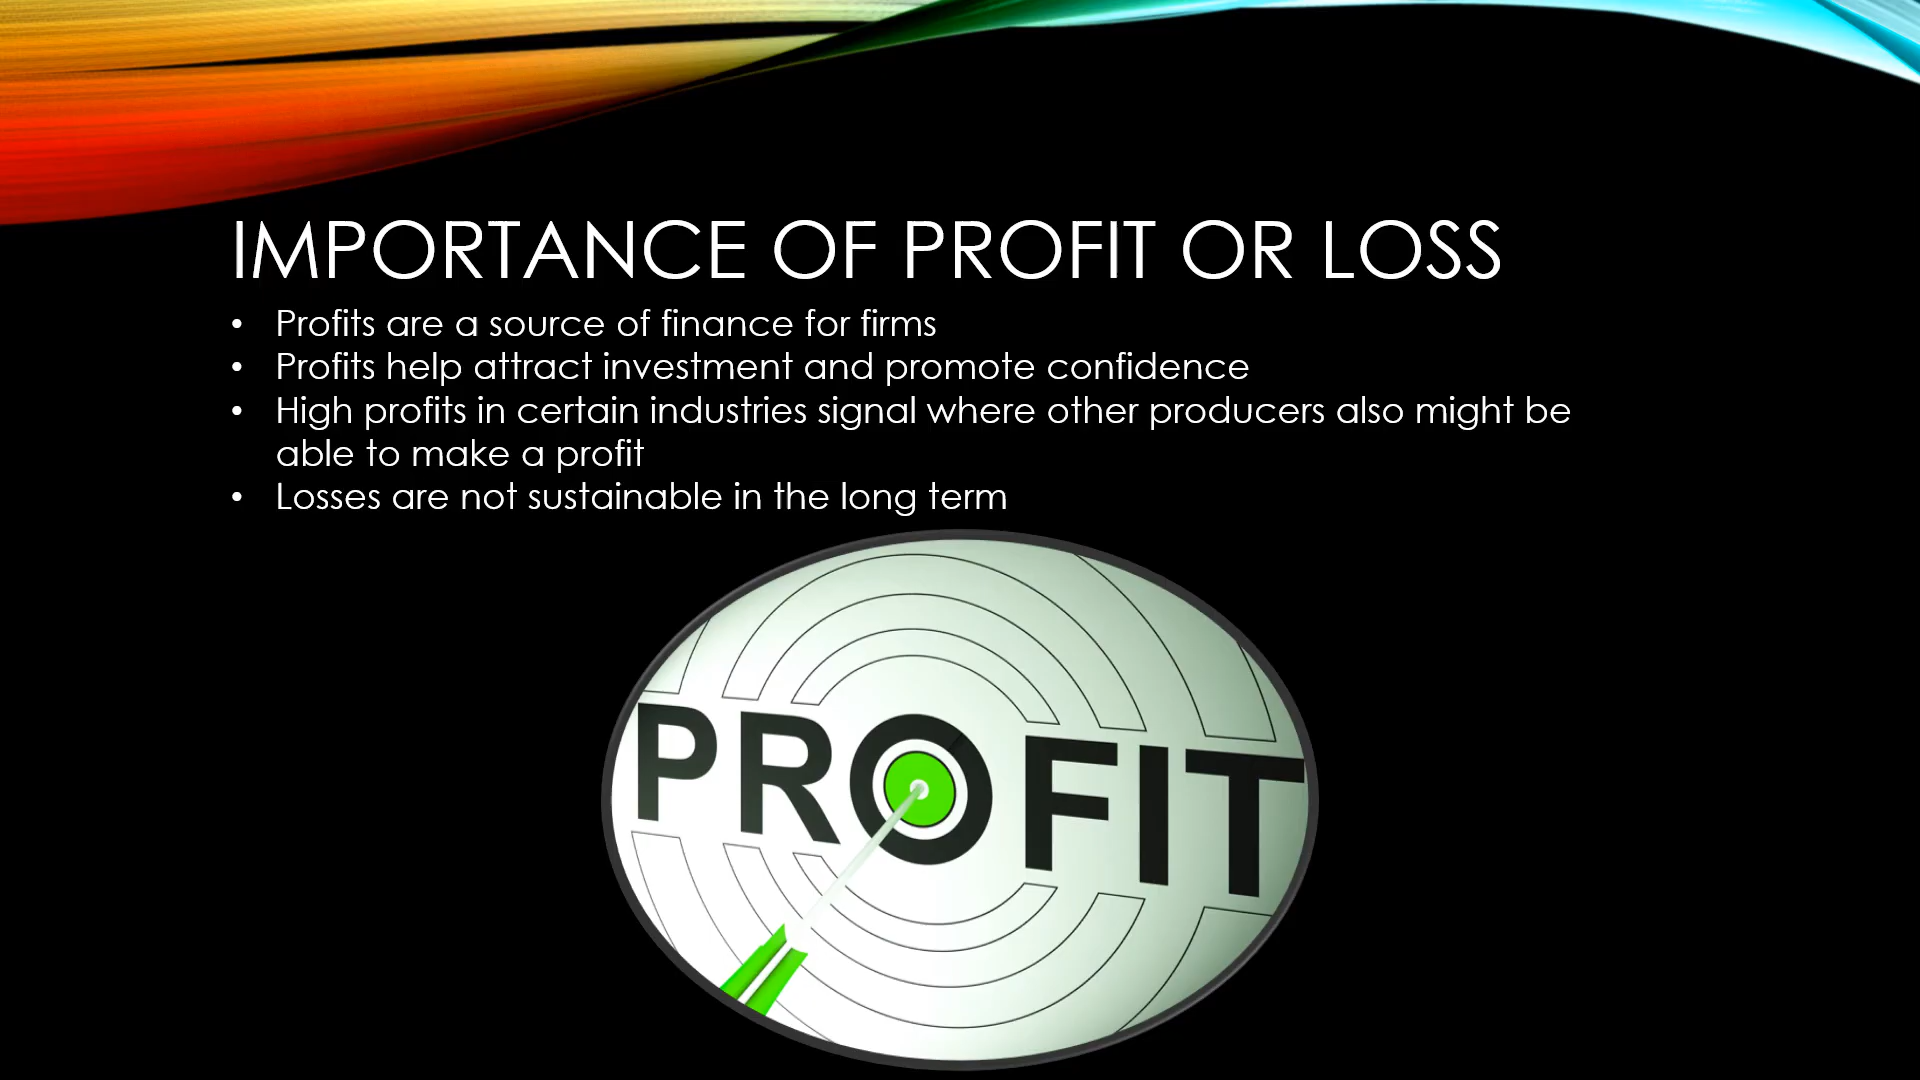 IMPORTANCE OF PROFIT OR LOSS
• Profits are a source of finance for firms
• Profits help attract investment and promote confidence
• High profits in certain industries signal where other producers also might be
able to make a profit
• Losses are not sustainable in the long term
PROFIT